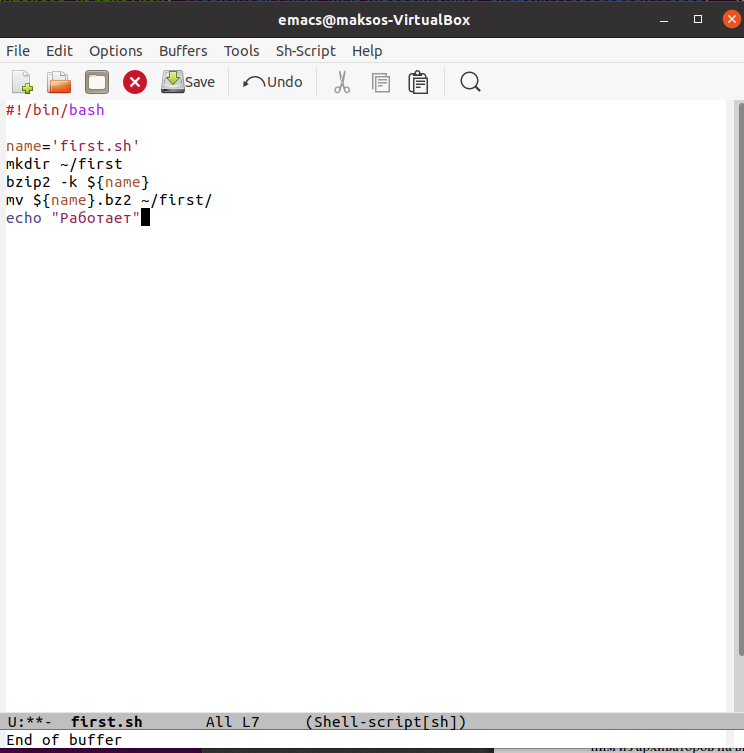 emacs@maksos-VirtualBox
File Edit Options Buffers Tools Sh-Script Help
Save Undo
#!/bin/bash
name='first.sh'
mkdir ~/first
bzip2 -k ${name}
mv ${name}.bz2 ~/first/
echo "Работает"
U:**- first.sh All L7 (Shell-script[sh])
End of buffer